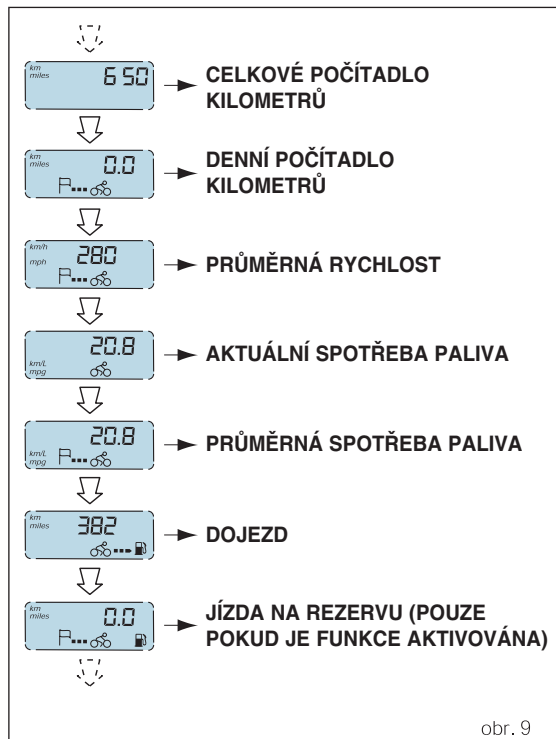 km
miles
650
CELKOVÉ POČÍTADLO
KILOMETRŮ
km
miles
0.0
DENNÍ POČÍTADLO
KILOMETRŮ
km/h
mph
280
PRŮMĚRNÁ RYCHLOST
20.8
km/L
mpg
AKTUÁLNÍ SPOTŘEBA PALIVA
20.8
km/L
mpg
PRŮMĚRNÁ SPOTŘEBA PALIVA
km
miles
382
DOJEZD
km
miles
0.0
JÍZDA NA REZERVU (POUZE
POKUD JE FUNKCE AKTIVOVÁNA)
obr. 9